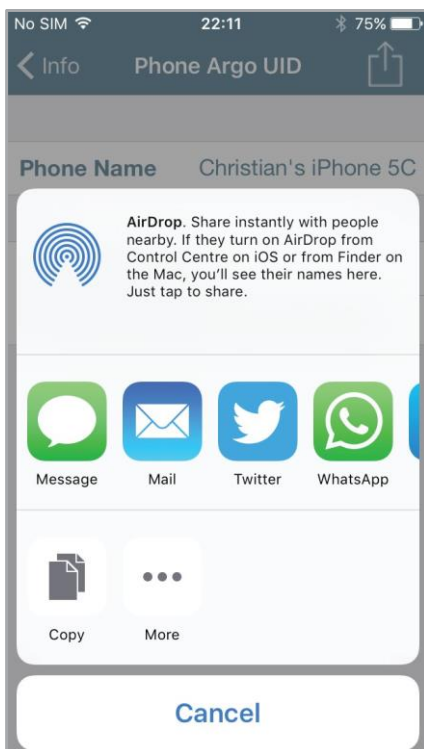 No SIM 22:11 75%
Info Phone Argo UID
Phone Name Christian's iPhone 5C
AirDrop. Share instantly with people
nearby. If they turn on AirDrop from
Control Centre on iOS or from Finder on
the Mac, you'll see their names here.
Just tap to share.
Message Mail Twitter WhatsApp
Copy More
Cancel